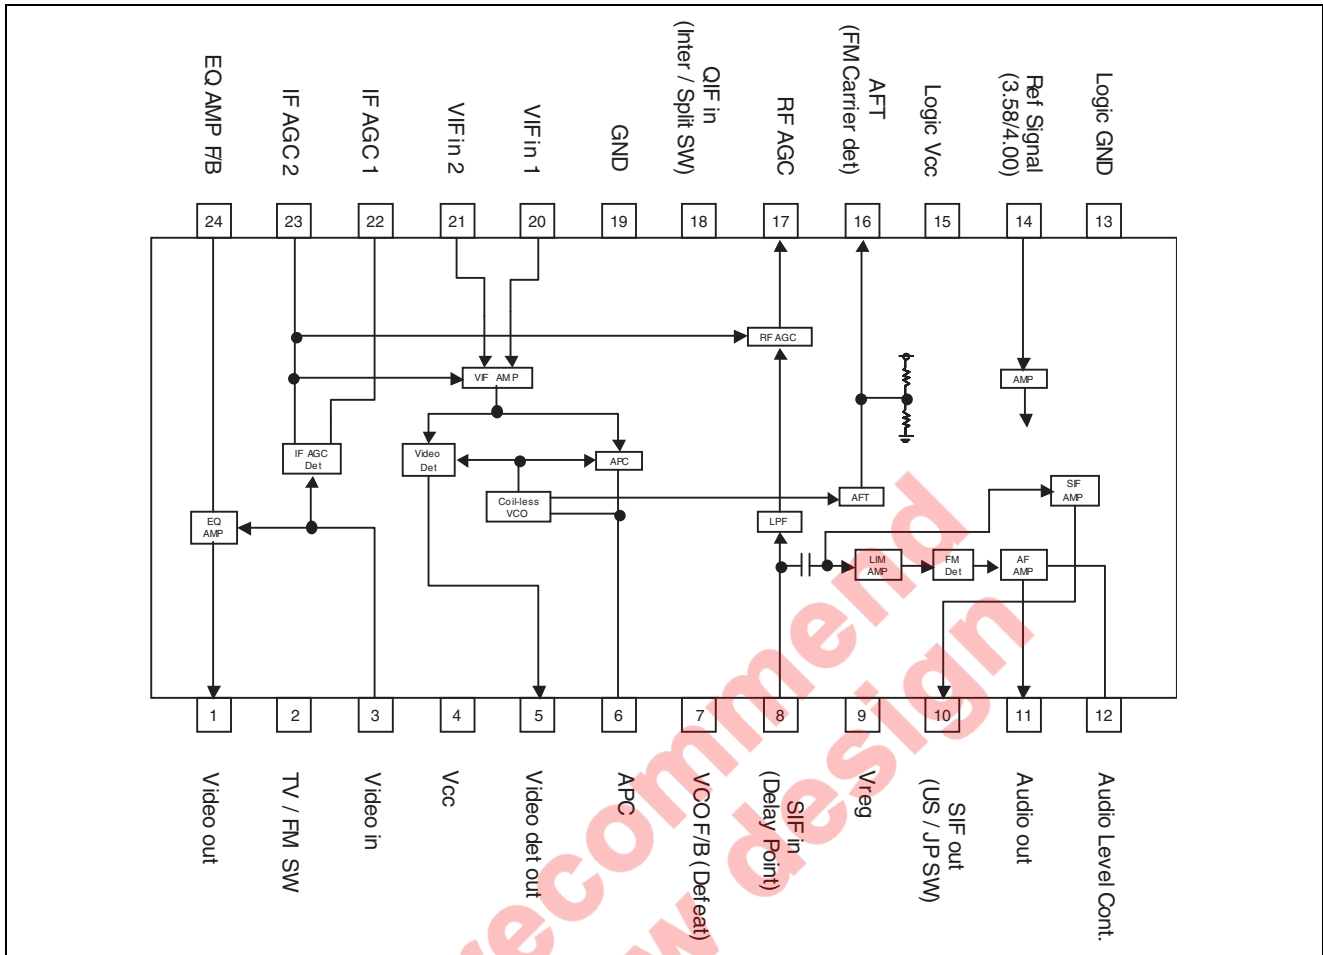 EQ AMP F/B
IF AGC 2
IF AGC 1
VIF in 2
VIF in 1
GND
QIF in
(Inter / Split SW)
RF AGC
AFT
(FM Carrier det)
Logic Vcc
Ref Signal
(3.58/4.00)
Logic GND
24
23
22
21
20
19
18
17
16
15
14
13
RF AGC
VIF AMP
AMP
IF AGC
Det
Video
Det
APC
Coil-less
VCO
AFT
SIF
AMP
EQ
AMP
LPF
LIM
AMP
FM
Det
AF
AMP
1
2
3
4
5
6
7
8
9
10
11
12
Video out
TV / FM SW
Video in
Vcc
Video det out
APC
VCO F/B (Defeat)
SIF in
(Delay Point)
Vreg
SIF out
(US / JP SW)
Audio out
Audio Level Cont.
recommend
w design